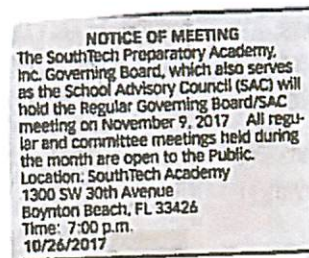 NOTICE OF MEETING
The SouthTech Preparatory Academy,
Inc. Governing Board, which also serves
as the School Advisory Council (SAC) will
hold the Regular Governing Board/SAC
meeting on November 9, 2017 All regu-
lar and committee meetings held during
the month are open to the Public.
Location: SouthTech Academy
1300 SW 30th Avenue
Boynton Beach, FL 33426
Time: 7:00 p.m.
10/26/2017